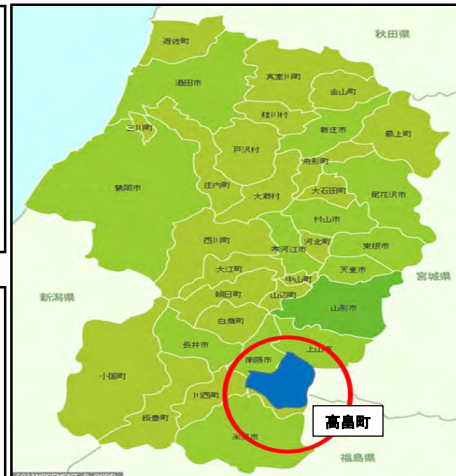 秋田県
遊佐町
酒田市
真室川町
金山町
鮭川村
新庄市
最上町
三川町
戸沢村
舟形町
鶴岡市
庄内町
大蔵村
大石田町
尾花沢市
村山市
西川町
寒河江市
河北町
東根市
大江町
天童市
中山町
宮城県
新潟県
朝日町
山辺町
山形市
白鷹町
長井市
南陽市
上山市
小国町
川西町
飯豊町
高畠町
米沢市
福島県